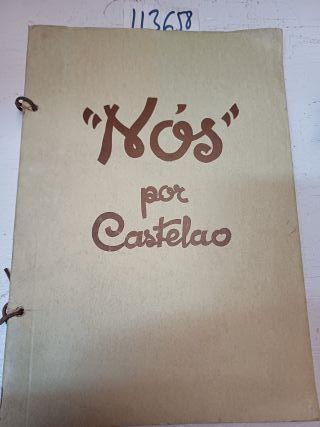 113658
"Nós"
por
Castelao